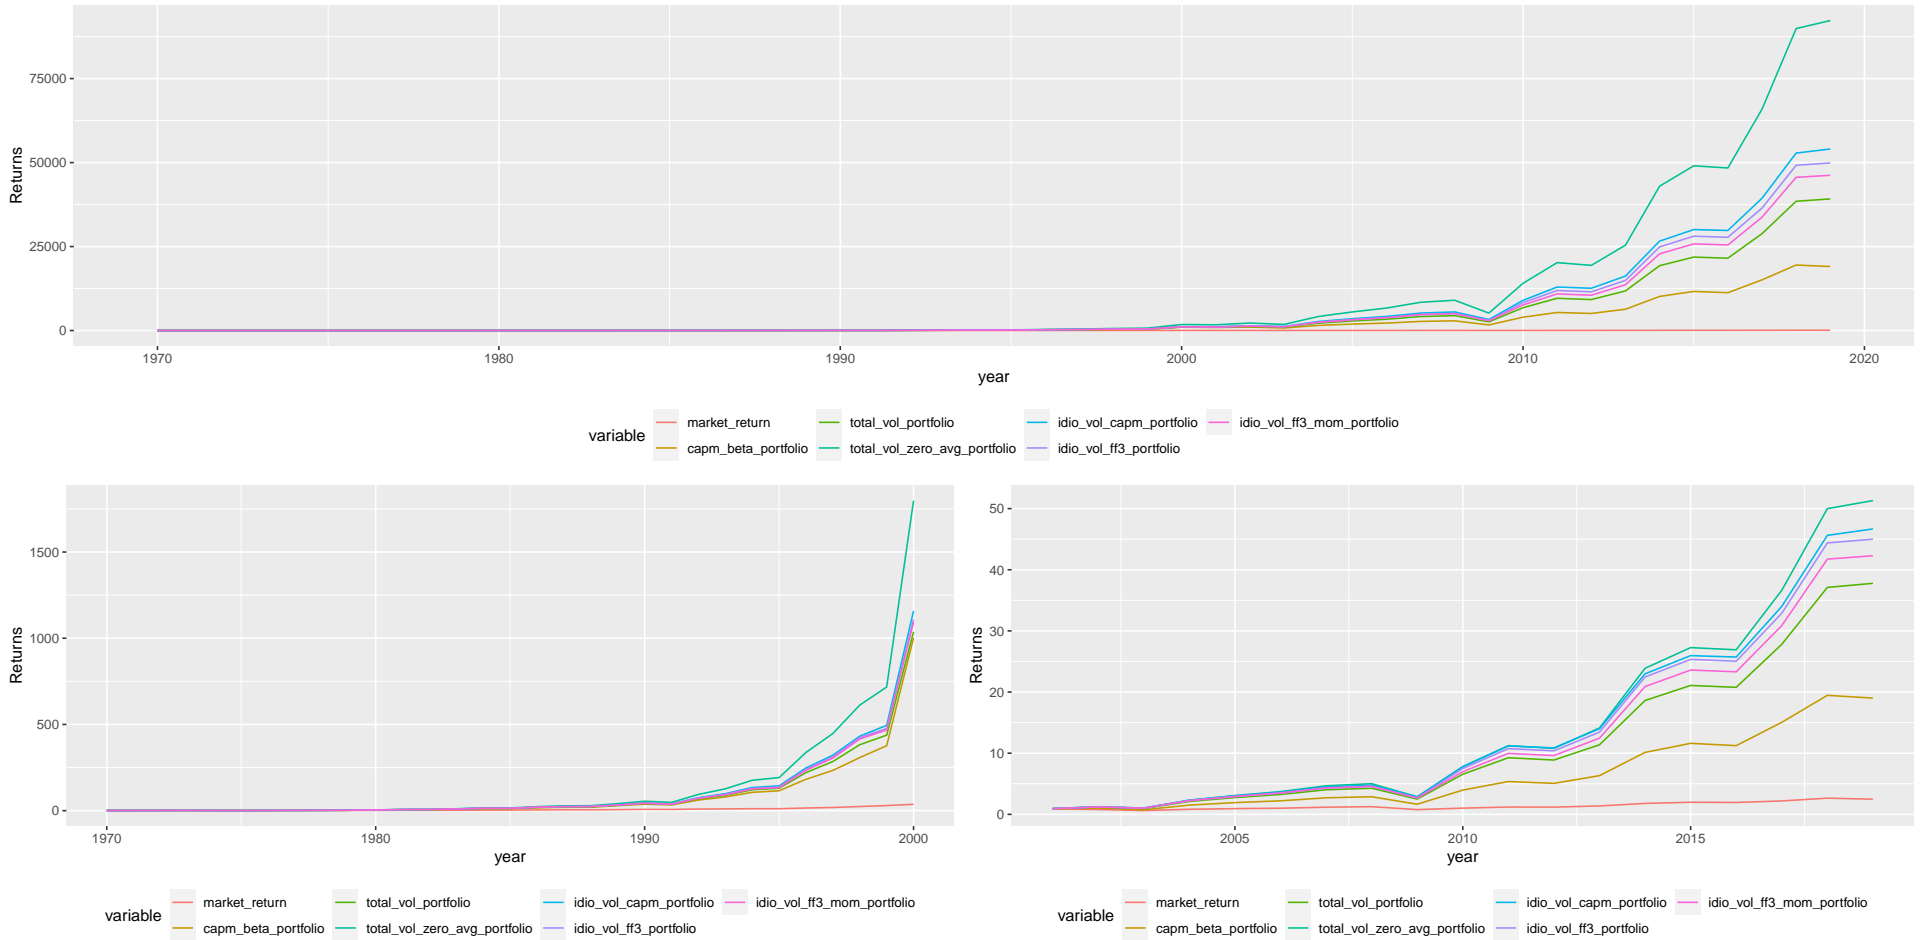 Returns
75000
50000
25000
0
1970 1980 1990 2000 2010 2020
year
variable
market_return total_vol_portfolio idio_vol_capm_portfolio idio_vol_ff3_mom_portfolio
capm_beta_portfolio total_vol_zero_avg_portfolio idio_vol_ff3_portfolio
Returns
1500
1000
500
0
1970 1980 1990 2000
year
variable
market_return total_vol_portfolio idio_vol_capm_portfolio idio_vol_ff3_mom_portfolio
capm_beta_portfolio total_vol_zero_avg_portfolio idio_vol_ff3_portfolio
Returns
50
40
30
20
10
0
2005 2010 2015
year
variable
market_return total_vol_portfolio idio_vol_capm_portfolio idio_vol_ff3_mom_portfolio
capm_beta_portfolio total_vol_zero_avg_portfolio idio_vol_ff3_portfolio